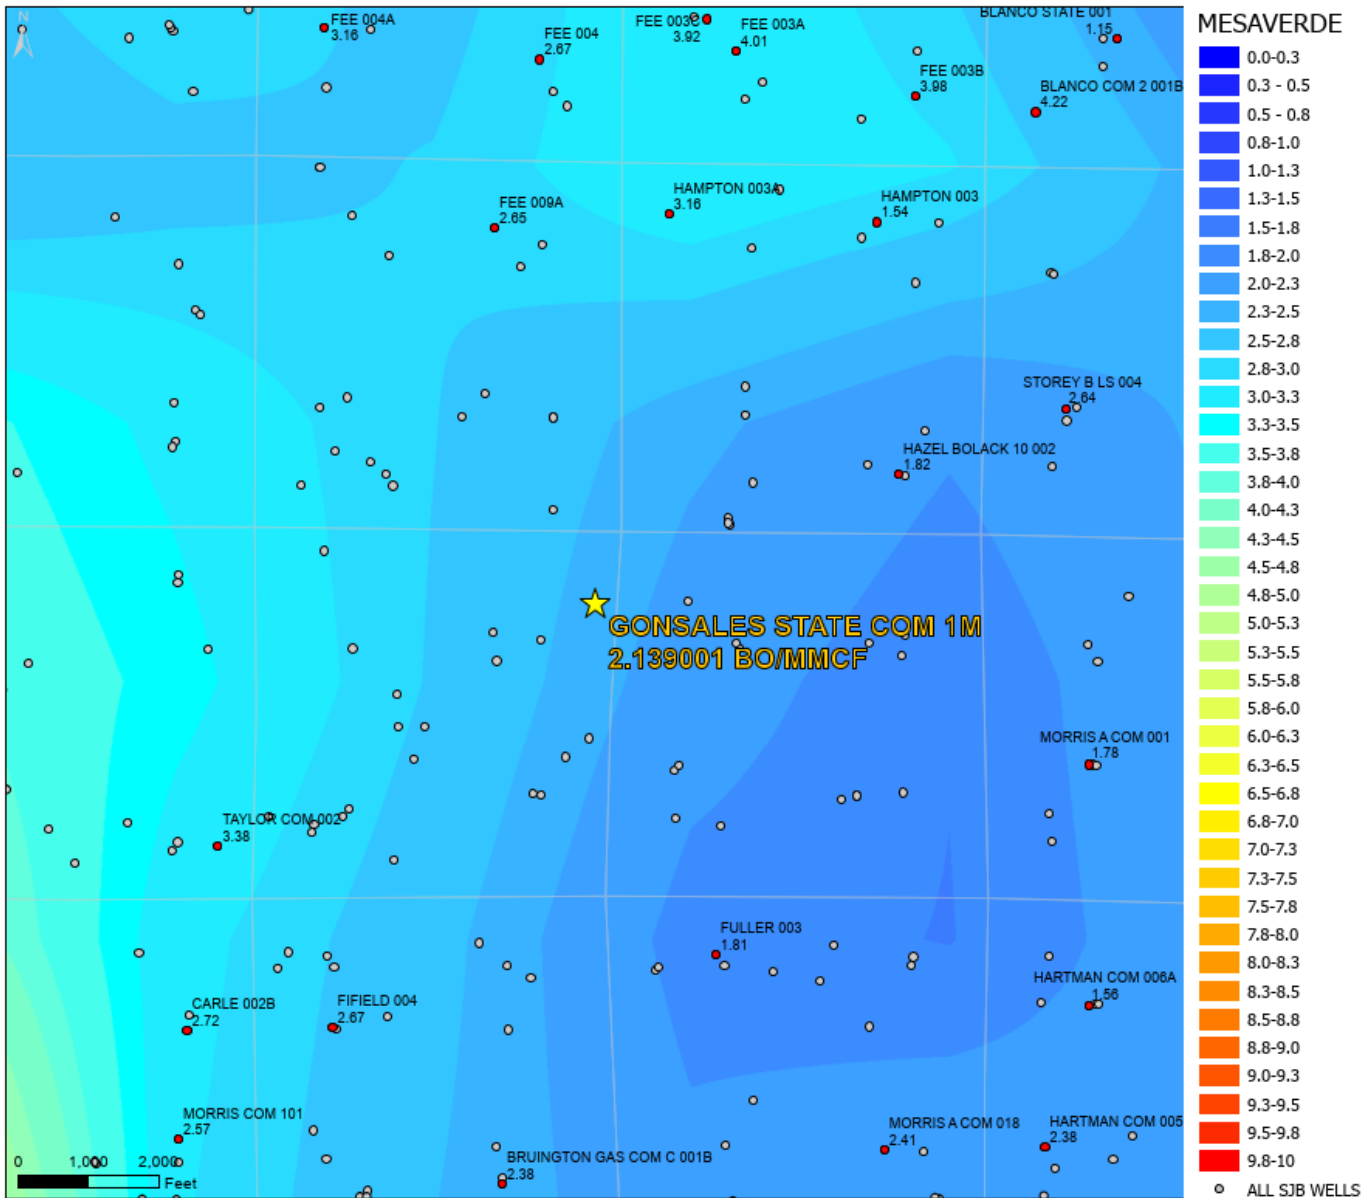 N
FEE 004A
3.16
FEE 004
2.67
FEE 003C
3.92
FEE 003A
4.01
BLANCO STATE 001
1.15
FEE 003B
3.98
BLANCO COM 2 001B
4.22
FEE 009A
2.65
HAMPTON 003A
3.16
HAMPTON 003
1.54
STOREY B LS 004
2.64
HAZEL BOLACK 10 002
1.82
GONSALES STATE COM 1M
2.139001 BO/MMCF
MORRIS A COM 001
1.78
TAYLOR COM 002
3.38
FULLER 003
1.81
HARTMAN COM 006A
1.56
CARLE 002B
2.72
FIFIELD 004
2.67
MORRIS COM 101
2.57
BRUINGTON GAS COM C 001B
2.38
MORRIS A COM 018
2.41
HARTMAN COM 005
2.38
0 1,000 2,000
Feet
MESAVERDE
0.0-0.3
0.3 - 0.5
0.5 - 0.8
0.8-1.0
1.0-1.3
1.3-1.5
1.5-1.8
1.8-2.0
2.0-2.3
2.3-2.5
2.5-2.8
2.8-3.0
3.0-3.3
3.3-3.5
3.5-3.8
3.8-4.0
4.0-4.3
4.3-4.5
4.5-4.8
4.8-5.0
5.0-5.3
5.3-5.5
5.5-5.8
5.8-6.0
6.0-6.3
6.3-6.5
6.5-6.8
6.8-7.0
7.0-7.3
7.3-7.5
7.5-7.8
7.8-8.0
8.0-8.3
8.3-8.5
8.5-8.8
8.8-9.0
9.0-9.3
9.3-9.5
9.5-9.8
9.8-10
ALL SJB WELLS